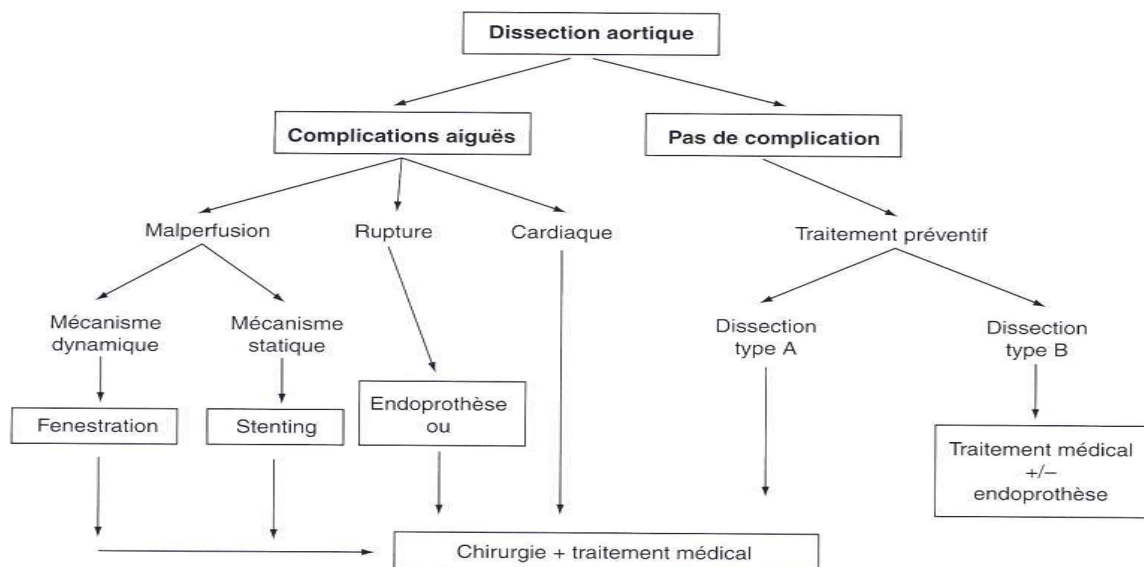 Dissection aortique
Complications aiguës
Pas de complication
Malperfusion
Rupture
Cardiaque
Traitement préventif
Mécanisme
dynamique
Mécanisme
statique
Dissection
type A
Dissection
type B
Fenestration
Stenting
Endoprothèse
ou
Traitement médical
+/–
endoprothèse
Chirurgie + traitement médical